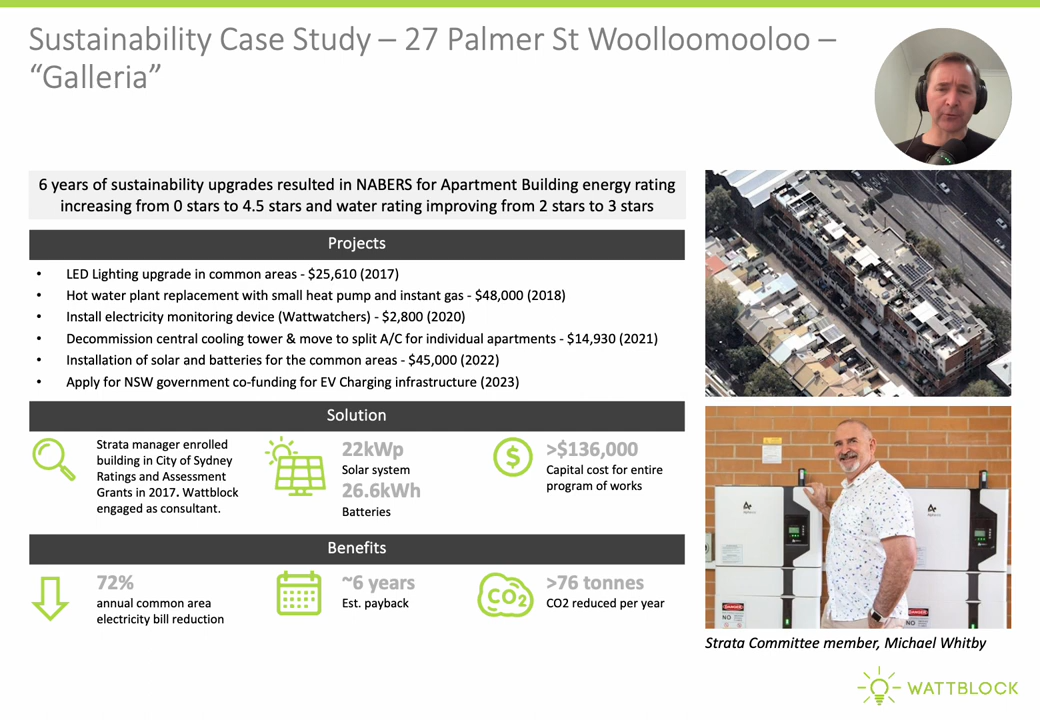 Sustainability Case Study – 27 Palmer St Woolloomooloo –
“Galleria”
6 years of sustainability upgrades resulted in NABERS for Apartment Building energy rating
increasing from 0 stars to 4.5 stars and water rating improving from 2 stars to 3 stars
Projects
• LED Lighting upgrade in common areas - $25,610 (2017)
• Hot water plant replacement with small heat pump and instant gas - $48,000 (2018)
• Install electricity monitoring device (Wattwatchers) - $2,800 (2020)
• Decommission central cooling tower & move to split A/C for individual apartments - $14,930 (2021)
• Installation of solar and batteries for the common areas - $45,000 (2022)
• Apply for NSW government co-funding for EV Charging infrastructure (2023)
Solution
Strata manager enrolled
building in City of Sydney
Ratings and Assessment
Grants in 2017. Wattblock
engaged as consultant.
22kWp
Solar system
26.6kWh
Batteries
$
>$136,000
Capital cost for entire
program of works
Benefits
72%
annual common area
electricity bill reduction
~6 years
Est. payback
CO2
>76 tonnes
CO2 reduced per year
DANGER
NO
DANGER
NO
Strata Committee member, Michael Whitby
WATTBLOCK